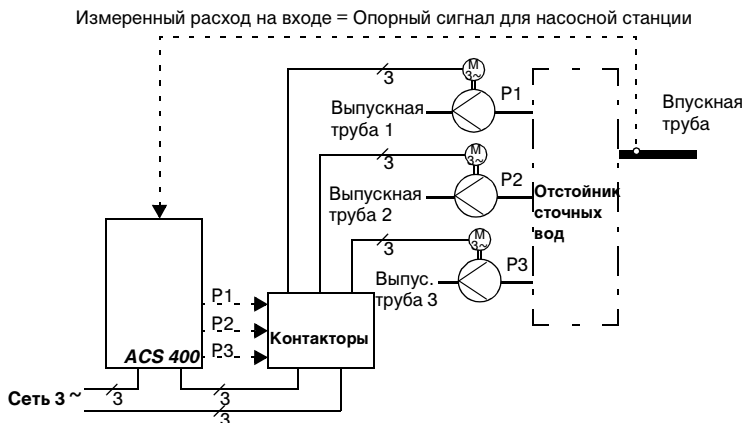 Измеренный расход на входе = Опорный сигнал для насосной станции
3
M
3~
P1
Выпускная
труба 1
Впускная
труба
3
M
3~
P2
Выпускная
труба 2
Отстойник
сточных
вод
3
M
3~
P3
Выпус.
труба 3
P1
P2
P3
ACS 400
Контакторы
Сеть 3 ~
3
3
3